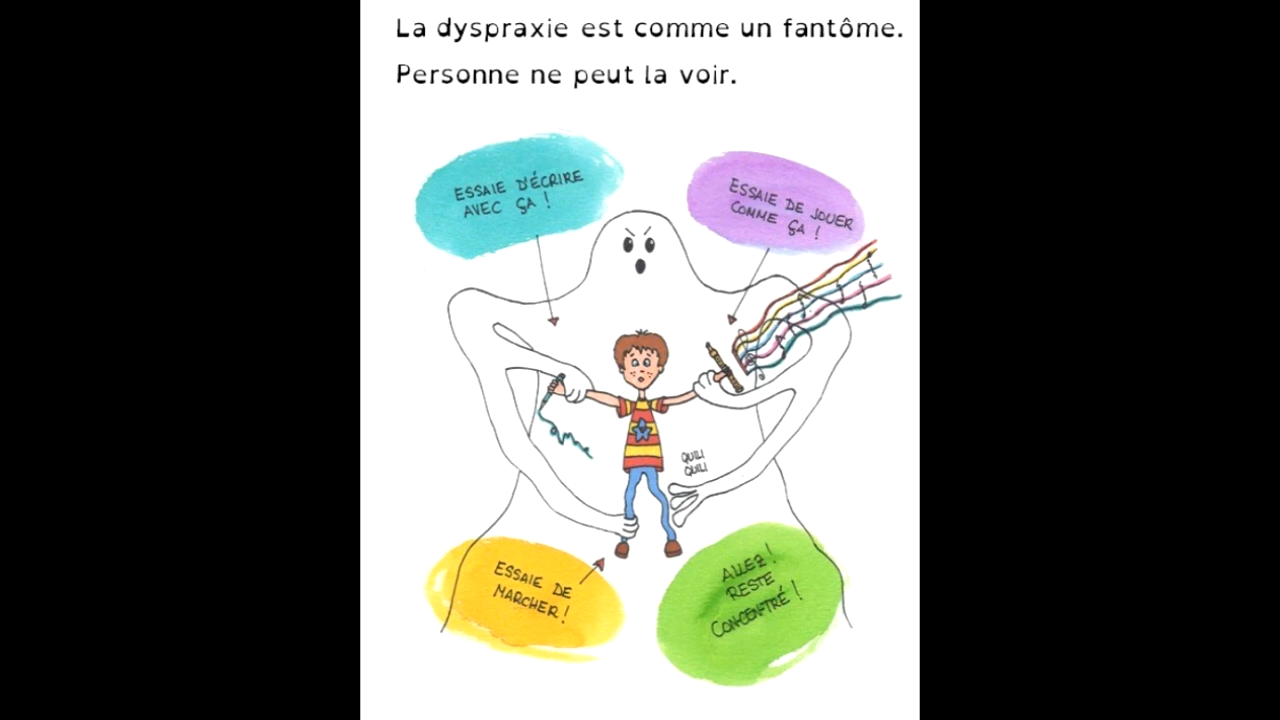 La dyspraxie est comme un fantôme.
Personne ne peut la voir.
ESSAIE D'ÉCRIRE
AVEC ÇA !
ESSAIE DE JOUER
COMME ÇA !
QUILI
QUILI
ESSAIE DE
MARCHER !
ALLEZ !
RESTE
CONCENTRÉ !